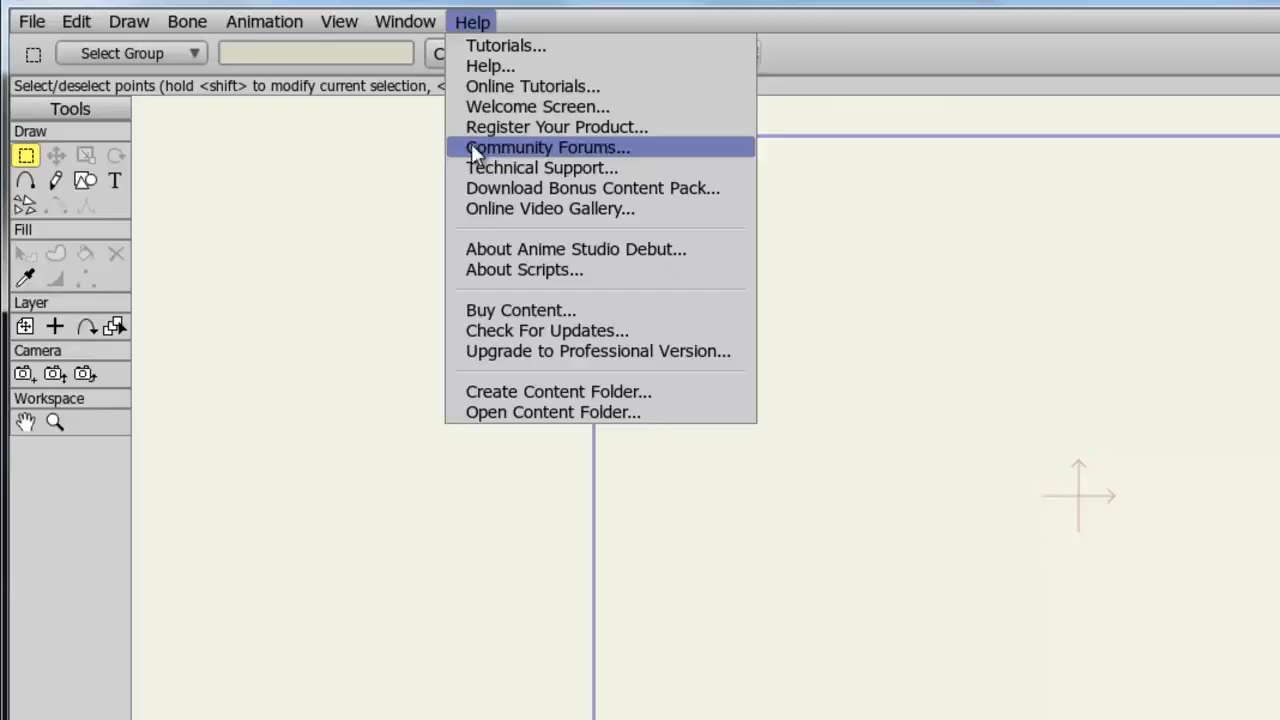 File Edit Draw Bone Animation View Window Help
Select Group
Select/deselect points (hold <shift> to modify current selection, <
Tools
Draw
T
Fill
Layer
Camera
Workspace
Tutorials...
Help...
Online Tutorials...
Welcome Screen...
Register Your Product...
Community Forums...
Technical Support...
Download Bonus Content Pack...
Online Video Gallery...
About Anime Studio Debut...
About Scripts...
Buy Content...
Check For Updates...
Upgrade to Professional Version...
Create Content Folder...
Open Content Folder...